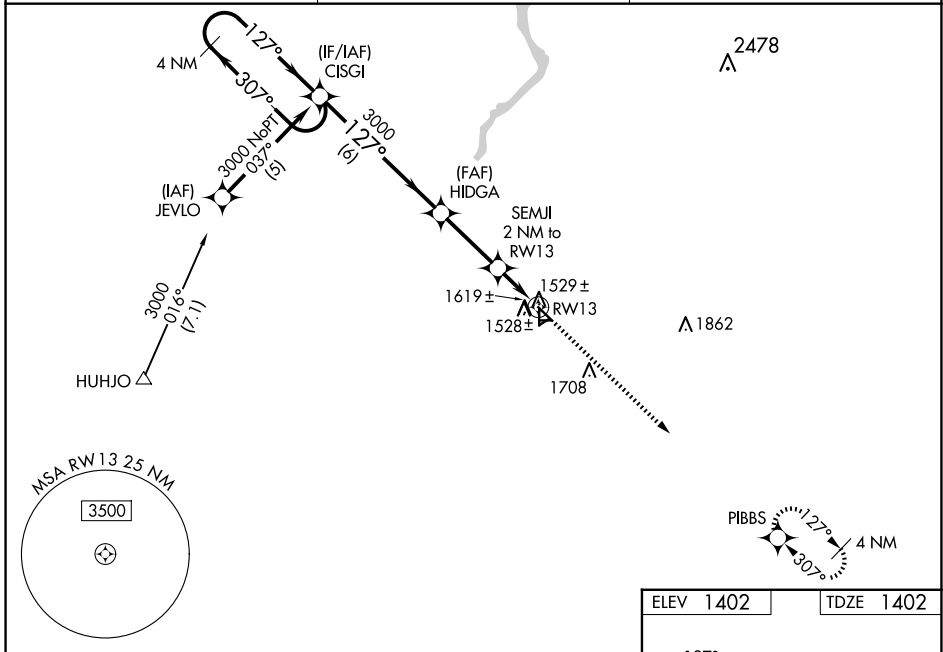 127°
4 NM
307°
(IF/IAF)
CISGI
2478
3000 NoPT
037°
(5)
3000
127°
(6)
(IAF)
JEVLO
(FAF)
HIDGA
SEMJI
2 NM to
RW13
3000
016°
(7.1)
1619±
1529±
RW13
1528±
1862
1708
HUHJO
MSA RW13 25 NM
3500
PIBBS
127°
4 NM
307°
ELEV 1402
TDZE 1402